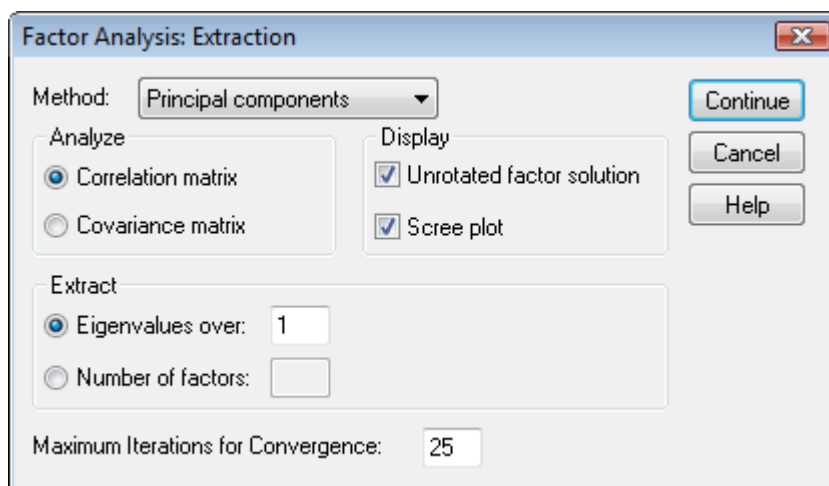 Factor Analysis: Extraction
Method: Principal components
Continue
Analyze
Display
Cancel
Correlation matrix
Unrotated factor solution
Help
Covariance matrix
Scree plot
Extract
Eigenvalues over: 1
Number of factors:
Maximum Iterations for Convergence: 25